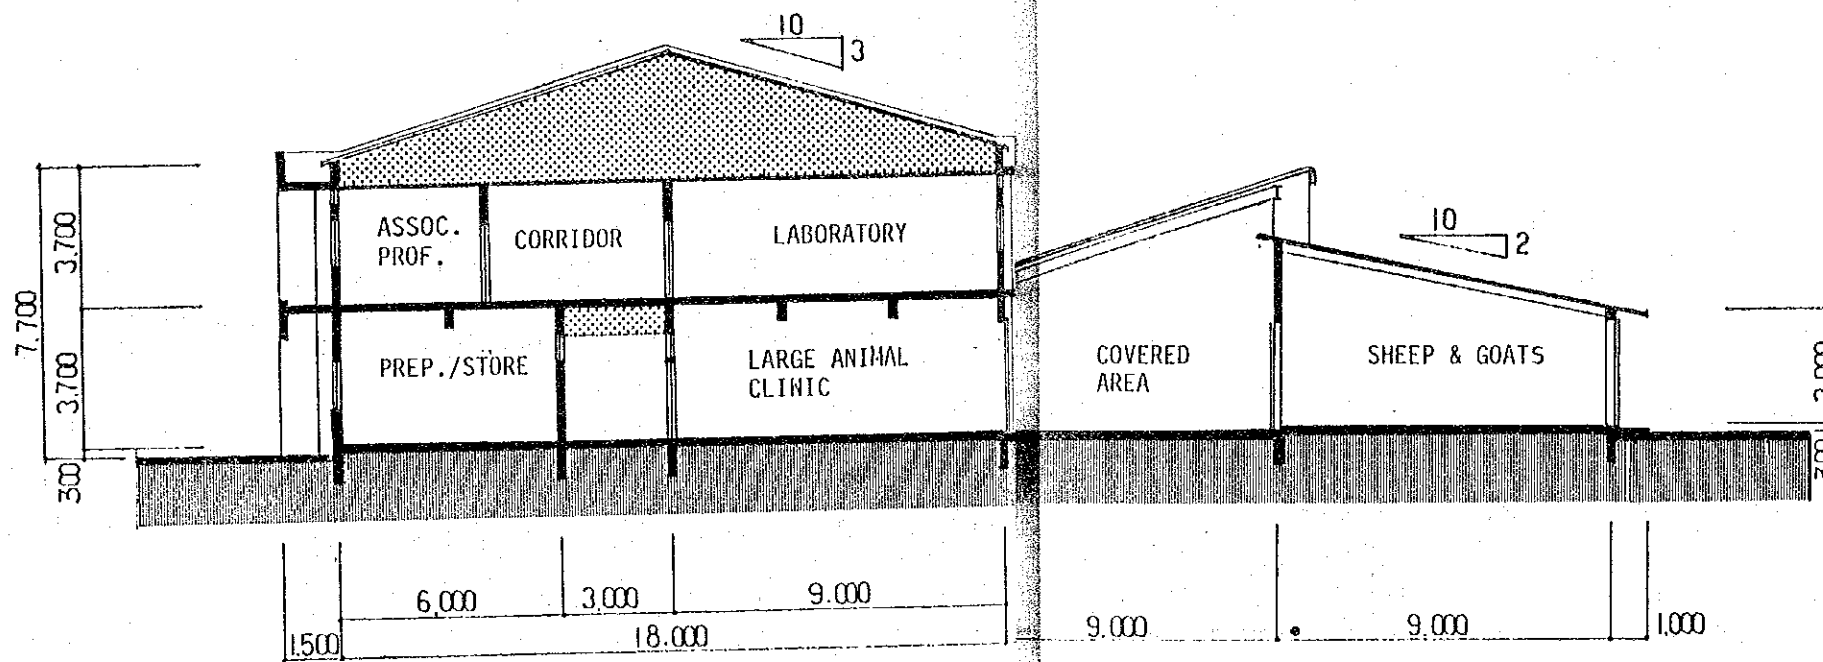 10
3
ASSOC.
PROF.
CORRIDOR
LABORATORY
10
2
3,700
7,700
3,700
300
PREP./STORE
LARGE ANIMAL
CLINIC
COVERED
AREA
SHEEP & GOATS
6,000
3,000
9.000
1.500
18.000
9.000
9.000
1,000